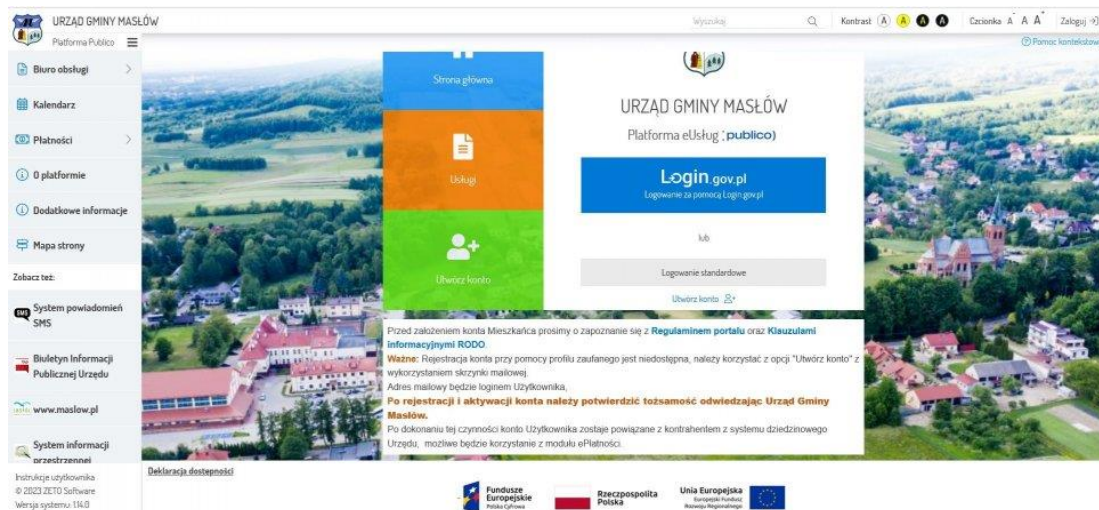 URZĄD GMINY MASŁÓW
Platforma Publico
Wyszukaj
Kontrast A A A A
Czcionka A- A A+
Zaloguj
Pomoc kontekstow
Biuro obsługi
Kalendarz
Płatności
O platformie
Dodatkowe informacje
Mapa strony
Zobacz też:
SMS
System powiadomień
SMS
Biuletyn Informacji
Publicznej Urzędu
www.maslow.pl
System informacji
przestrzennej
Instrukcje użytkownika
© 2023 ZETO Software
Wersja systemu: 1.14.0
Strona główna
Usługi
Utwórz konto
URZĄD GMINY MASŁÓW
Platforma eUsług publico
Login.gov.pl
Logowanie za pomocą Login.gov.pl
lub
Logowanie standardowe
Utwórz konto
Przed założeniem konta Mieszkańca prosimy o zapoznanie się z Regulaminem portalu oraz Klauzulami
informacyjnymi RODO.
Ważne: Rejestracja konta przy pomocy profilu zaufanego jest niedostępna, należy korzystać z opcji "Utwórz konto" z
wykorzystaniem skrzynki mailowej.
Adres mailowy będzie loginem Użytkownika,
Po rejestracji i aktywacji konta należy potwierdzić tożsamość odwiedzając Urząd Gminy
Masłów.
Po dokonaniu tej czynności konto Użytkownika zostaje powiązane z kontrahentem z systemu dziedzinowego
Urzędu, możliwe będzie korzystanie z modułu ePłatności.
Deklaracja dostępności
Fundusze
Europejskie
Polska Cyfrowa
Rzeczpospolita
Polska
Unia Europejska
Europejski Fundusz
Rozwoju Regionalnego